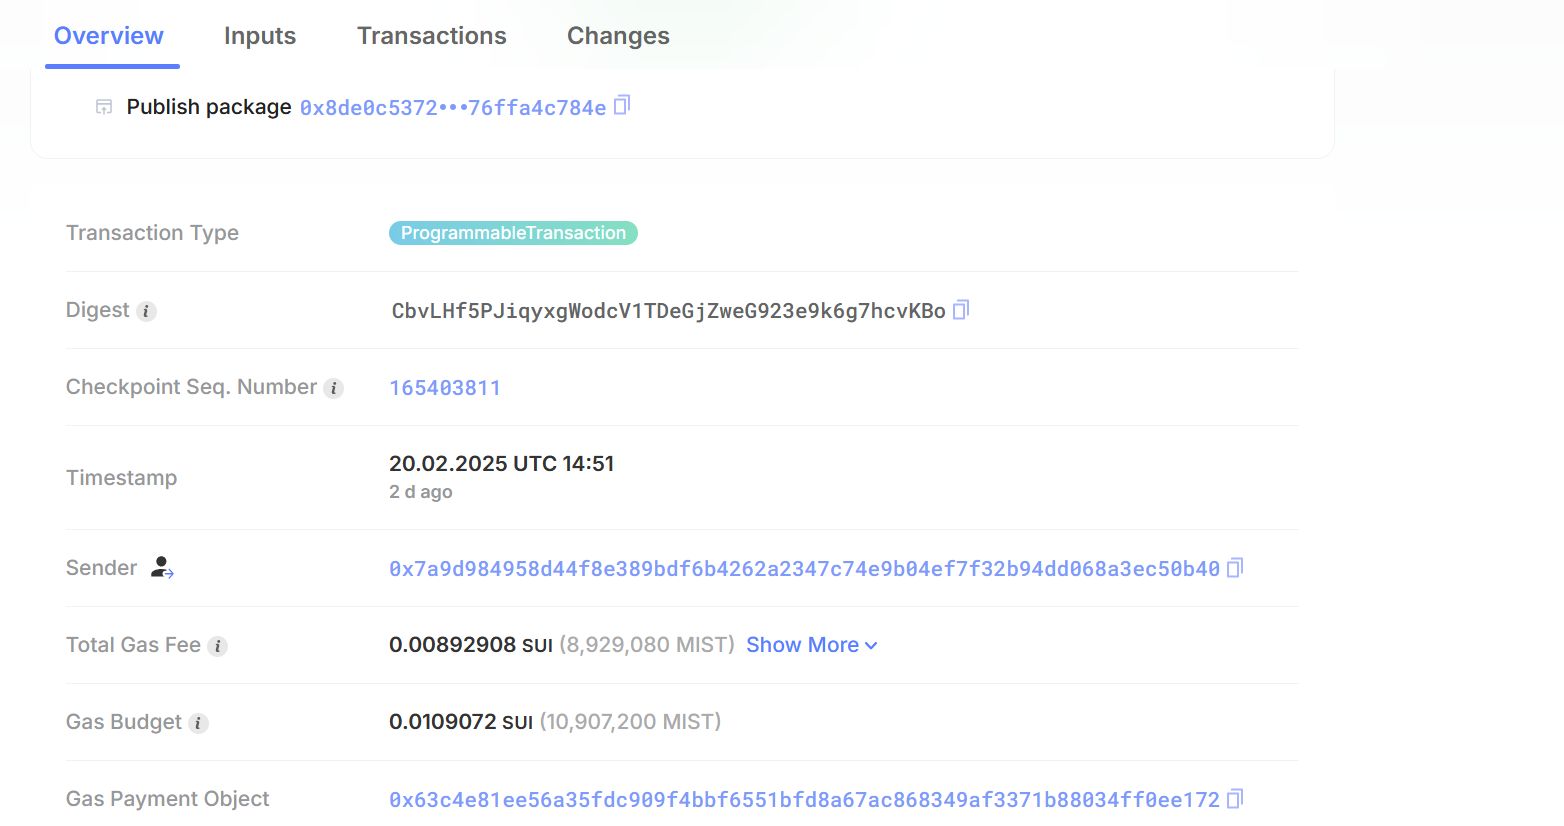 Overview Inputs Transactions Changes
Publish package 0x8de0c5372•••76ffa4c784e
Transaction Type ProgrammableTransaction
Digest i CbvLHf5PJiqyxgWodcV1TDeGjZweG923e9k6g7hcvKBo
Checkpoint Seq. Number i 165403811
Timestamp 20.02.2025 UTC 14:51
2 d ago
Sender 0x7a9d984958d44f8e389bdf6b4262a2347c74e9b04ef7f32b94dd068a3ec50b40
Total Gas Fee i 0.00892908 SUI (8,929,080 MIST) Show More
Gas Budget i 0.0109072 SUI (10,907,200 MIST)
Gas Payment Object 0x63c4e81ee56a35fdc909f4bbf6551bfd8a67ac868349af3371b88034ff0ee172